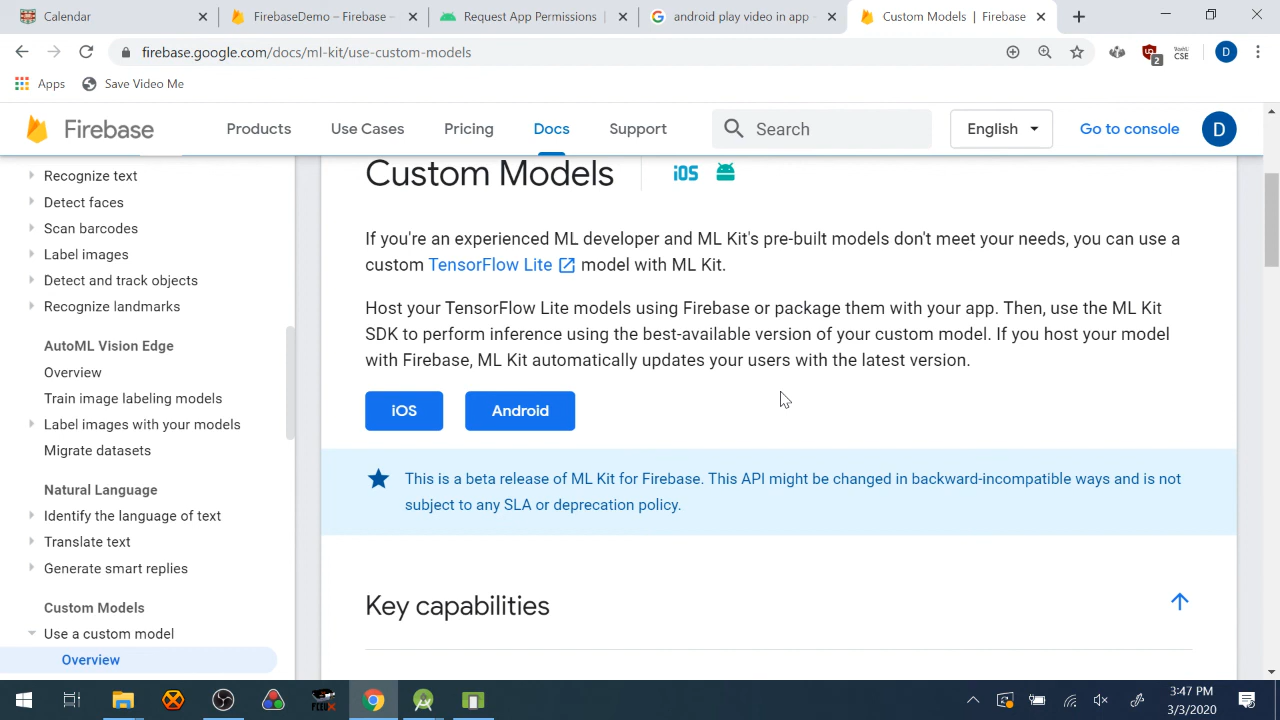 Calendar
FirebaseDemo – Firebase -
Request App Permissions
android play video in app -
Custom Models | Firebase
firebase.google.com/docs/ml-kit/use-custom-models
2
CSE
D
Apps
Save Video Me
Firebase
Products
Use Cases
Pricing
Docs
Support
Search
English
Go to console
D
Recognize text
Detect faces
Scan barcodes
Label images
Detect and track objects
Recognize landmarks
AutoML Vision Edge
Overview
Train image labeling models
Label images with your models
Migrate datasets
Natural Language
Identify the language of text
Translate text
Generate smart replies
Custom Models
Use a custom model
Overview
Custom Models
iOS
If you're an experienced ML developer and ML Kit's pre-built models don't meet your needs, you can use a
custom TensorFlow Lite model with ML Kit.
Host your TensorFlow Lite models using Firebase or package them with your app. Then, use the ML Kit
SDK to perform inference using the best-available version of your custom model. If you host your model
with Firebase, ML Kit automatically updates your users with the latest version.
iOS
Android
This is a beta release of ML Kit for Firebase. This API might be changed in backward-incompatible ways and is not
subject to any SLA or deprecation policy.
Key capabilities
3:47 PM
3/3/2020